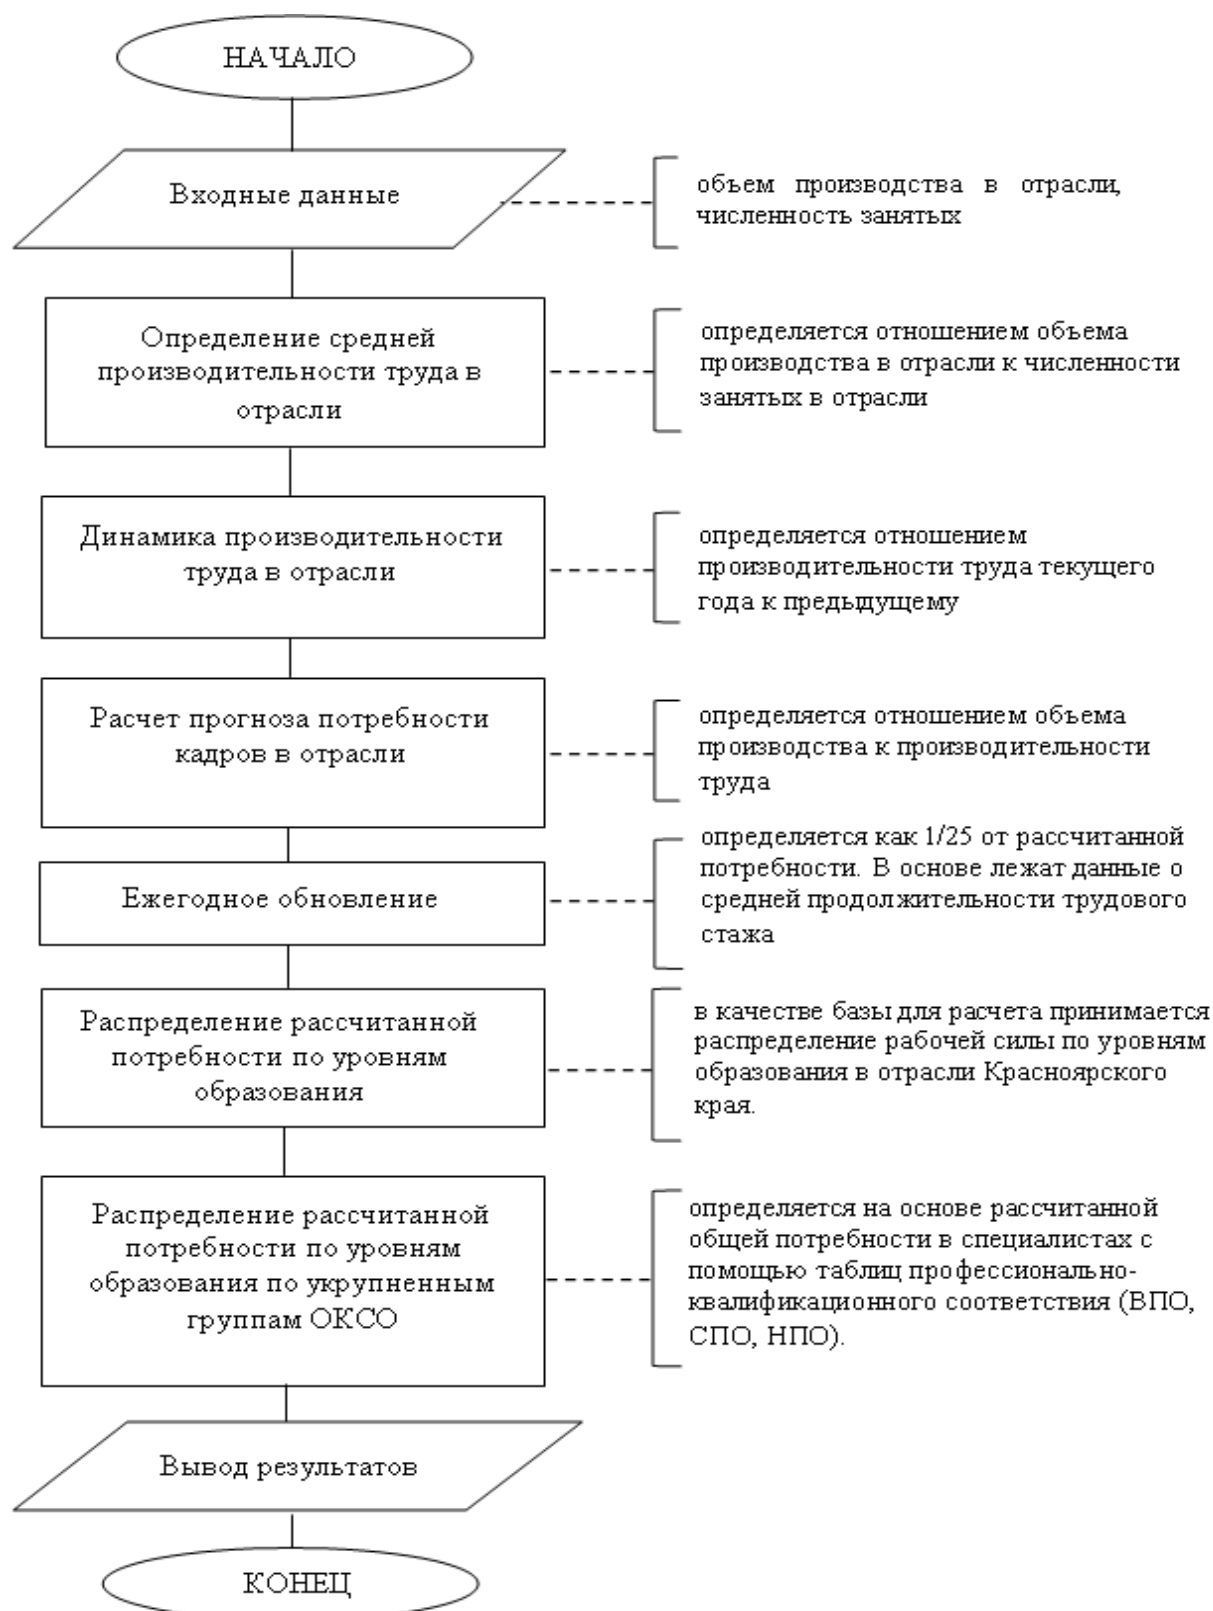 НАЧАЛО
Входные данные
объем производства в отрасли,
численность занятых
Определение средней
производительности труда в
отрасли
определяется отношением объема
производства в отрасли к численности
занятых в отрасли
Динамика производительности
труда в отрасли
определяется отношением
производительности труда текущего
года к предыдущему
Расчет прогноза потребности
кадров в отрасли
определяется отношением объема
производства к производительности
труда
Ежегодное обновление
определяется как 1/25 от рассчитанной
потребности. В основе лежат данные о
средней продолжительности трудового
стажа
Распределение рассчитанной
потребности по уровням
образования
в качестве базы для расчета принимается
распределение рабочей силы по уровням
образования в отрасли Красноярского
края.
Распределение рассчитанной
потребности по уровням
образования по укрупненным
группам ОКСО
определяется на основе рассчитанной
общей потребности в специалистах с
помощью таблиц профессионально-
квалификационного соответствия (ВПО,
СПО, НПО).
Вывод результатов
КОНЕЦ